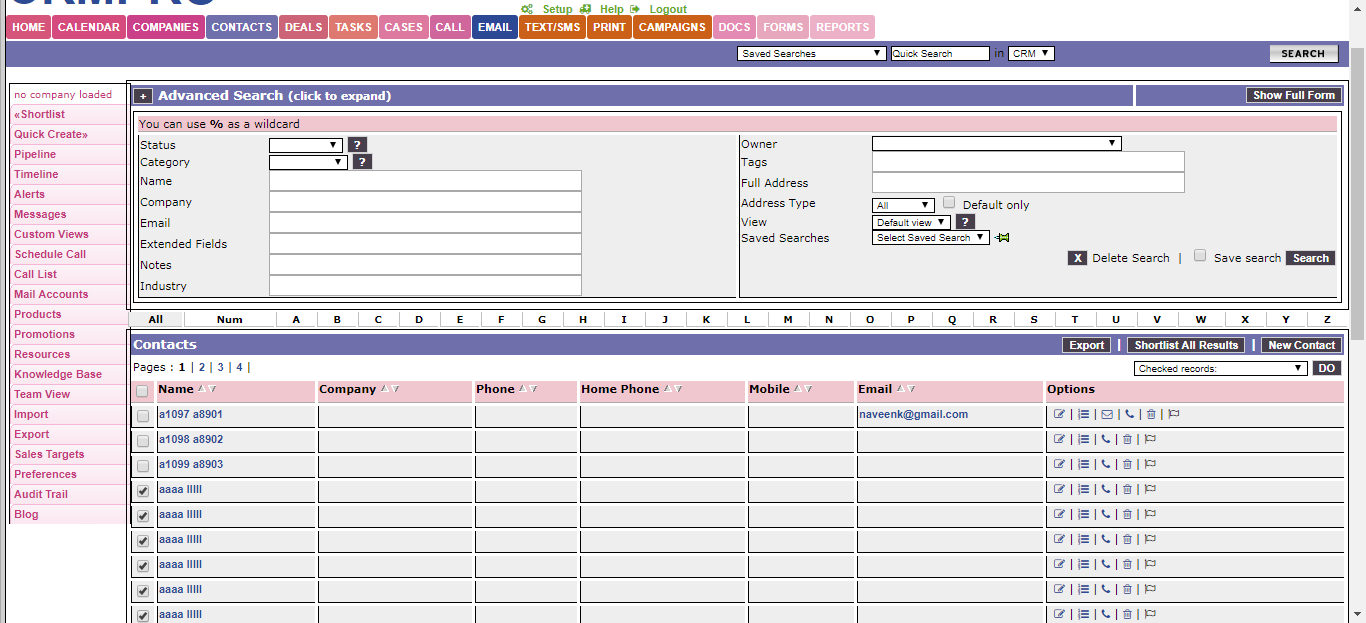 CRMPRO
Setup Help Logout
HOME CALENDAR COMPANIES CONTACTS DEALS TASKS CASES CALL EMAIL TEXT/SMS PRINT CAMPAIGNS DOCS FORMS REPORTS
Saved Searches Quick Search in CRM SEARCH
no company loaded
«Shortlist
Quick Create»
Pipeline
Timeline
Alerts
Messages
Custom Views
Schedule Call
Call List
Mail Accounts
Products
Promotions
Resources
Knowledge Base
Team View
Import
Export
Sales Targets
Preferences
Audit Trail
Blog
+ Advanced Search (click to expand) Show Full Form
You can use % as a wildcard
Status ?
Category ?
Name
Company
Email
Extended Fields
Notes
Industry
Owner
Tags
Full Address
Address Type All Default only
View Default view ?
Saved Searches Select Saved Search
X Delete Search | Save search Search
All Num A B C D E F G H I J K L M N O P Q R S T U V W X Y Z
Contacts Export | Shortlist All Results | New Contact
Pages : 1 | 2 | 3 | 4 | Checked records: DO
Name Company Phone Home Phone Mobile Email Options
a1097 a8901 naveenk@gmail.com | | | | |
a1098 a8902 | | | |
a1099 a8903 | | | |
aaaa lllll | | | |
aaaa lllll | | | |
aaaa lllll | | | |
aaaa lllll | | | |
aaaa lllll | | | |
aaaa lllll | | | |